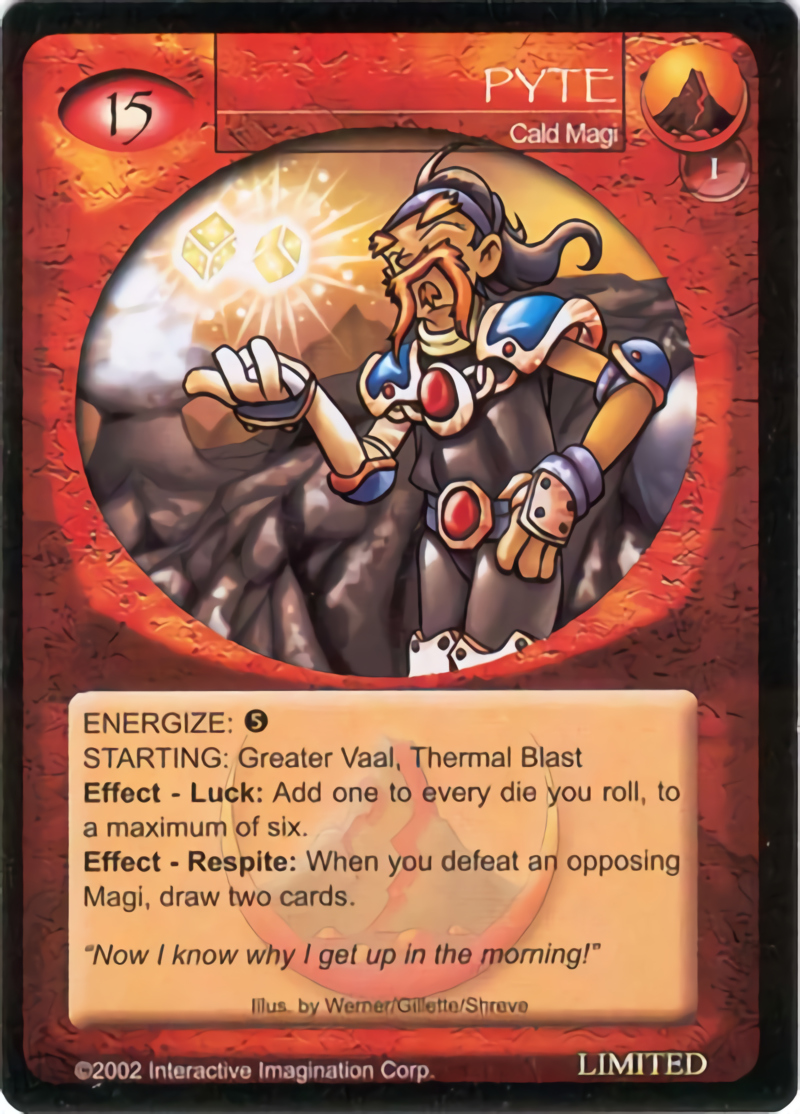 15
PYTE
Cald Magi
I
ENERGIZE: 5
STARTING: Greater Vaal, Thermal Blast
Effect - Luck: Add one to every die you roll, to
a maximum of six.
Effect - Respite: When you defeat an opposing
Magi, draw two cards.
"Now I know why I get up in the morning!"
Illus. by Werner/Gillette/Shreve
©2002 Interactive Imagination Corp.
LIMITED